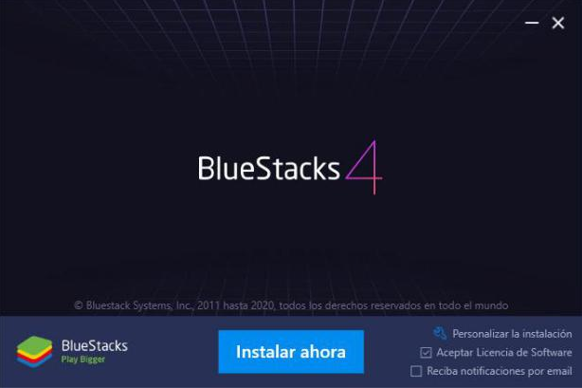 BlueStacks 4
© Bluestack Systems, Inc., 2011 hasta 2020, todos los derechos reservados en todo el mundo
BlueStacks
Play Bigger
Instalar ahora
Personalizar la instalación
Aceptar Licencia de Software
Reciba notificaciones por email